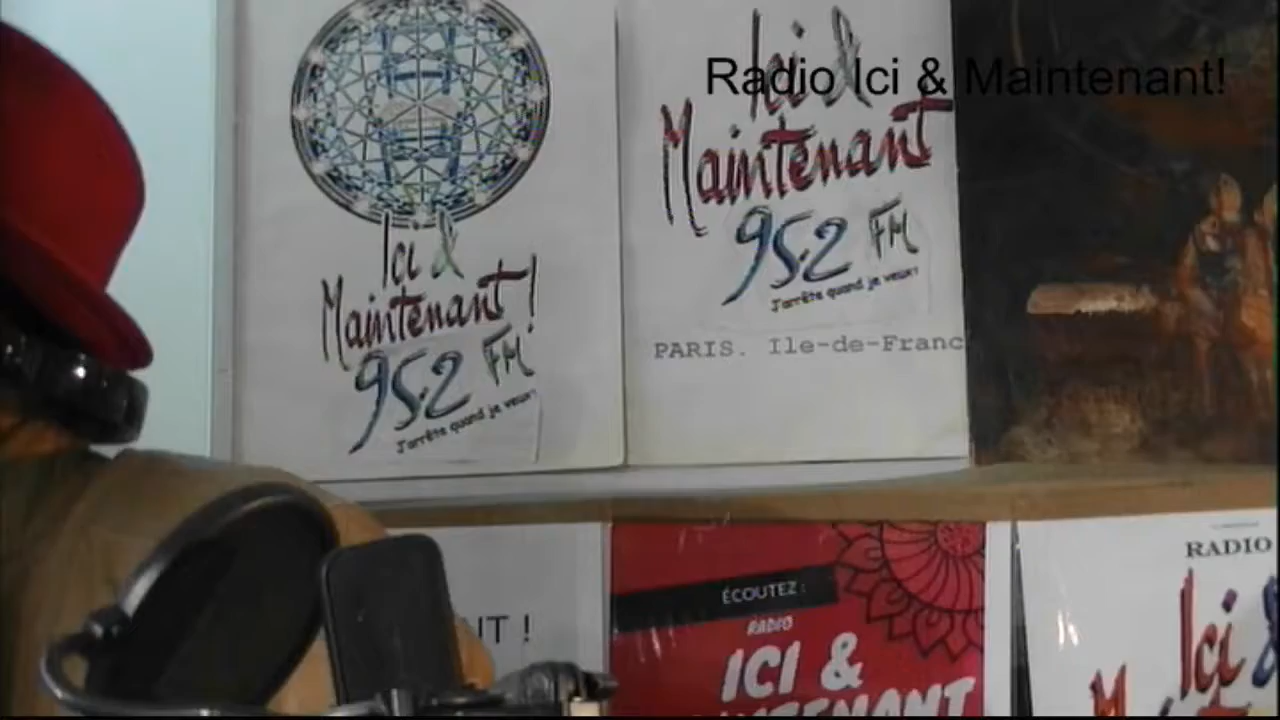 Radio Ici & Maintenant!
Ici &
Maintenant !
95.2 FM
J'arrête quand je veux!
Ici &
Maintenant
95.2 FM
J'arrête quand je veux!
PARIS. Ile-de-Franc
NT !
ÉCOUTEZ :
RADIO
ICI &
MAINTENANT
RADIO
Ici &